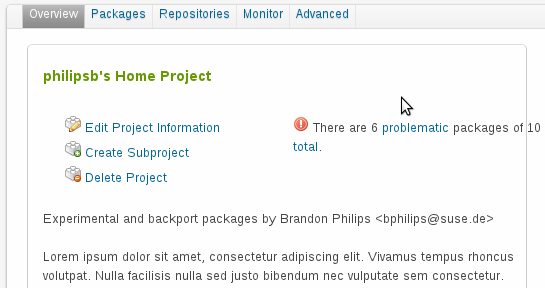 Overview Packages Repositories Monitor Advanced
philipsb's Home Project
Edit Project Information
Create Subproject
Delete Project
There are 6 problematic packages of 10
total.
Experimental and backport packages by Brandon Philips <bphilips@suse.de>
Lorem ipsum dolor sit amet, consectetur adipiscing elit. Vivamus tempus rhoncus
volutpat. Nulla facilisis nulla sed justo bibendum nec vulputate sem consectetur.